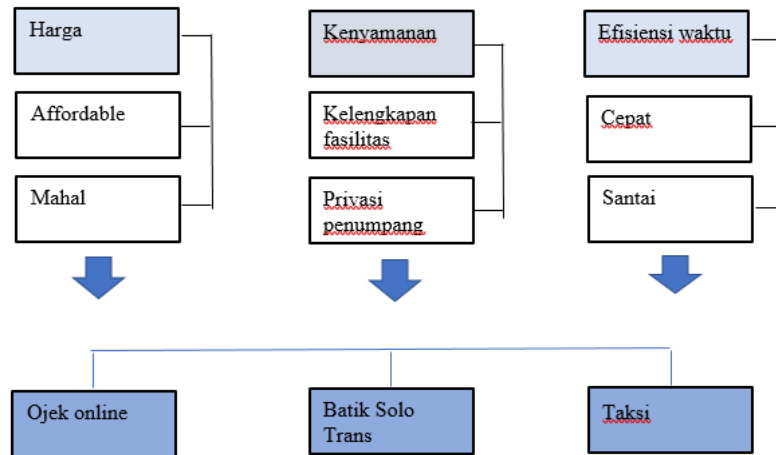 Harga
Kenyamanan
Efisiensi waktu
Affordable
Kelengkapan
fasilitas
Cepat
Mahal
Privasi
penumpang
Santai
Ojek online
Batik Solo
Trans
Taksi